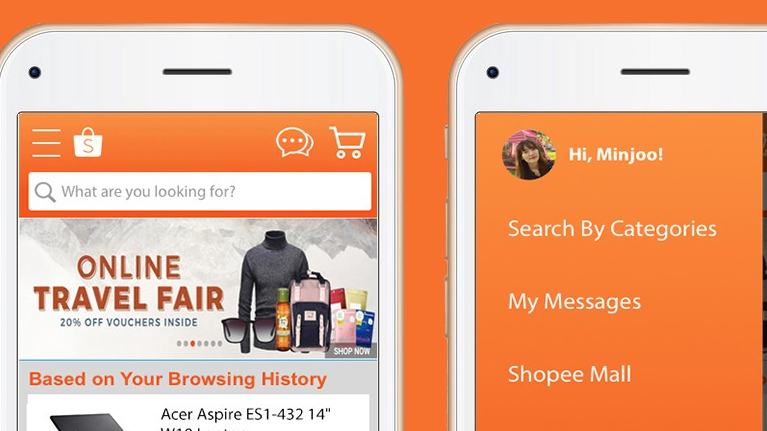 S
What are you looking for?
ONLINE
TRAVEL FAIR
20% OFF VOUCHERS INSIDE
SHOP NOW
Based on Your Browsing History
Acer Aspire ES1-432 14"
Hi, Minjoo!
Search By Categories
My Messages
Shopee Mall